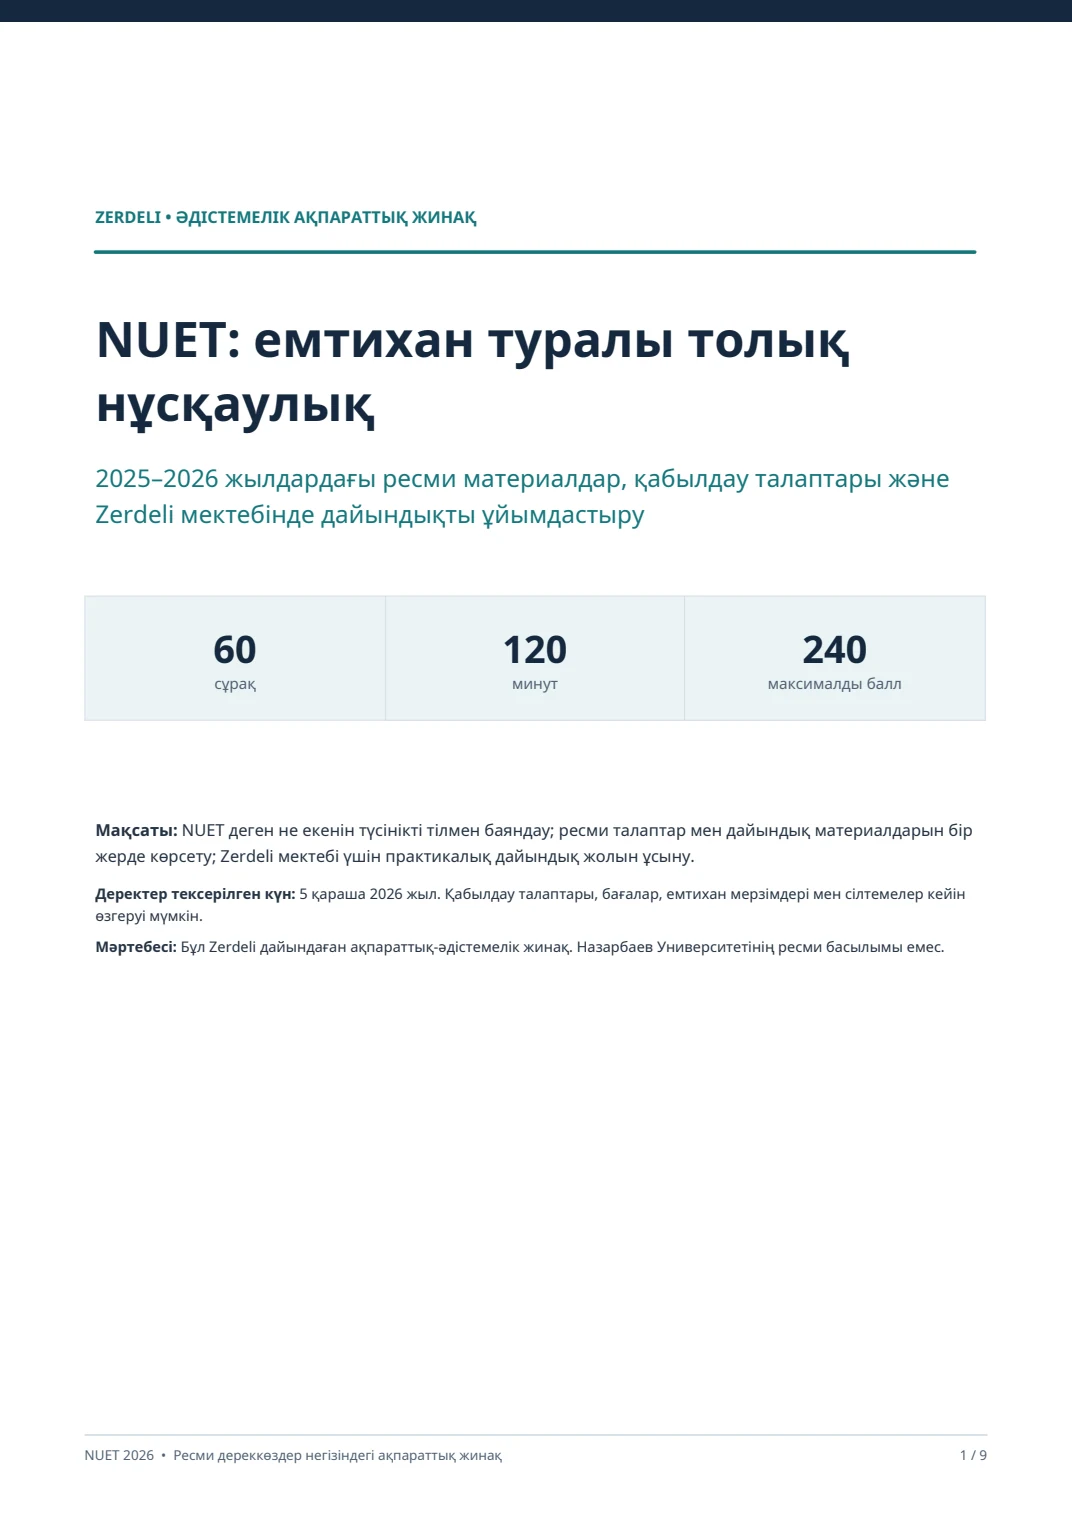 ZERDELI • ӘДІСТЕМЕЛІК АҚПАРАТТЫҚ ЖИНАҚ
NUET: емтихан туралы толық
нұсқаулық
2025–2026 жылдардағы ресми материалдар, қабылдау талаптары және
Zerdeli мектебінде дайындықты ұйымдастыру
60
сұрақ
120
минут
240
максималды балл
Мақсаты: NUET деген не екенін түсінікті тілмен баяндау; ресми талаптар мен дайындық материалдарын бір
жерде көрсету; Zerdeli мектебі үшін практикалық дайындық жолын ұсыну.
Деректер тексерілген күн: 5 қараша 2026 жыл. Қабылдау талаптары, бағалар, емтихан мерзімдері мен сілтемелер кейін
өзгеруі мүмкін.
Мәртебесі: Бұл Zerdeli дайындаған ақпараттық-әдістемелік жинақ. Назарбаев Университетінің ресми басылымы емес.
NUET 2026 • Ресми дереккөздер негізіндегі ақпараттық жинақ
1 / 9